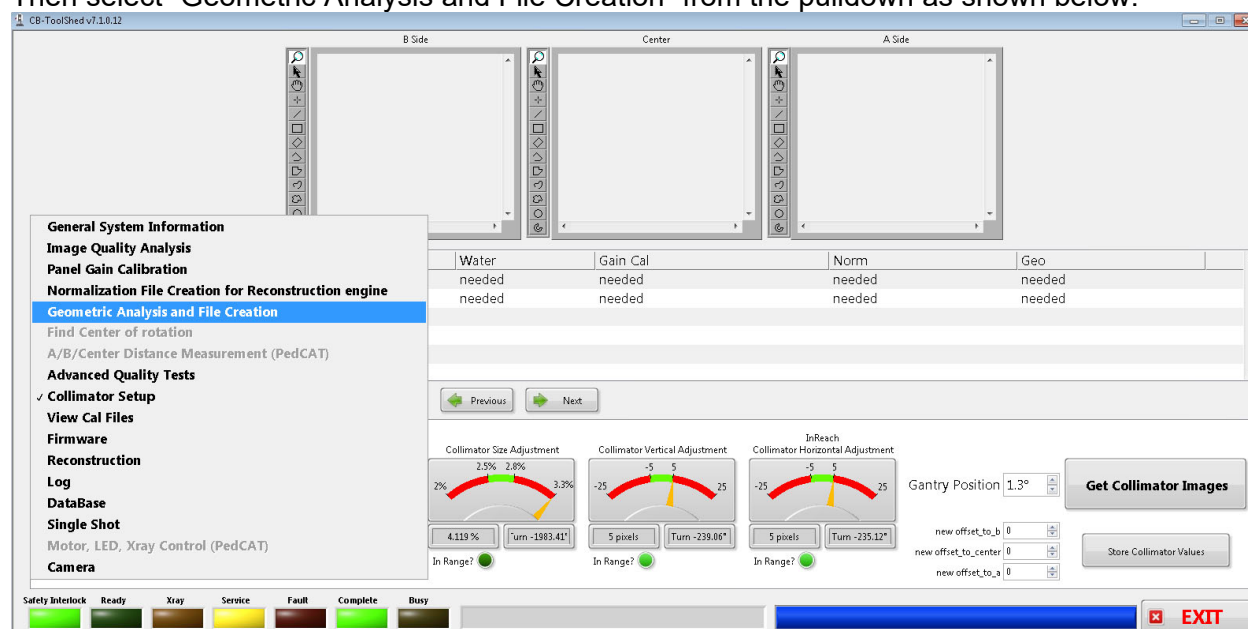 Then select "Geometric Analysis and File Creation" from the pulldown as shown below.
CB-ToolShed v7.1.0.12
B Side
Center
A Side
General System Information
Image Quality Analysis
Panel Gain Calibration
Normalization File Creation for Reconstruction engine
Geometric Analysis and File Creation
Find Center of rotation
A/B/Center Distance Measurement (PedCAT)
Advanced Quality Tests
✓ Collimator Setup
View Cal Files
Firmware
Reconstruction
Log
DataBase
Single Shot
Motor, LED, Xray Control (PedCAT)
Camera
Water Gain Cal Norm Geo
needed needed needed needed
needed needed needed needed
Previous Next
Collimator Size Adjustment
2% 2.5% 2.8% 3.3%
4.119 % Turn -1983.41°
In Range?
Collimator Vertical Adjustment
-25 -5 5 25
5 pixels Turn -239.06°
In Range?
InReach
Collimator Horizontal Adjustment
-25 -5 5 25
5 pixels Turn -235.12°
In Range?
Gantry Position 1.3°
Get Collimator Images
new offset_to_b 0
new offset_to_center 0
new offset_to_a 0
Store Collimator Values
Safety Interlock Ready Xray Service Fault Complete Busy
EXIT